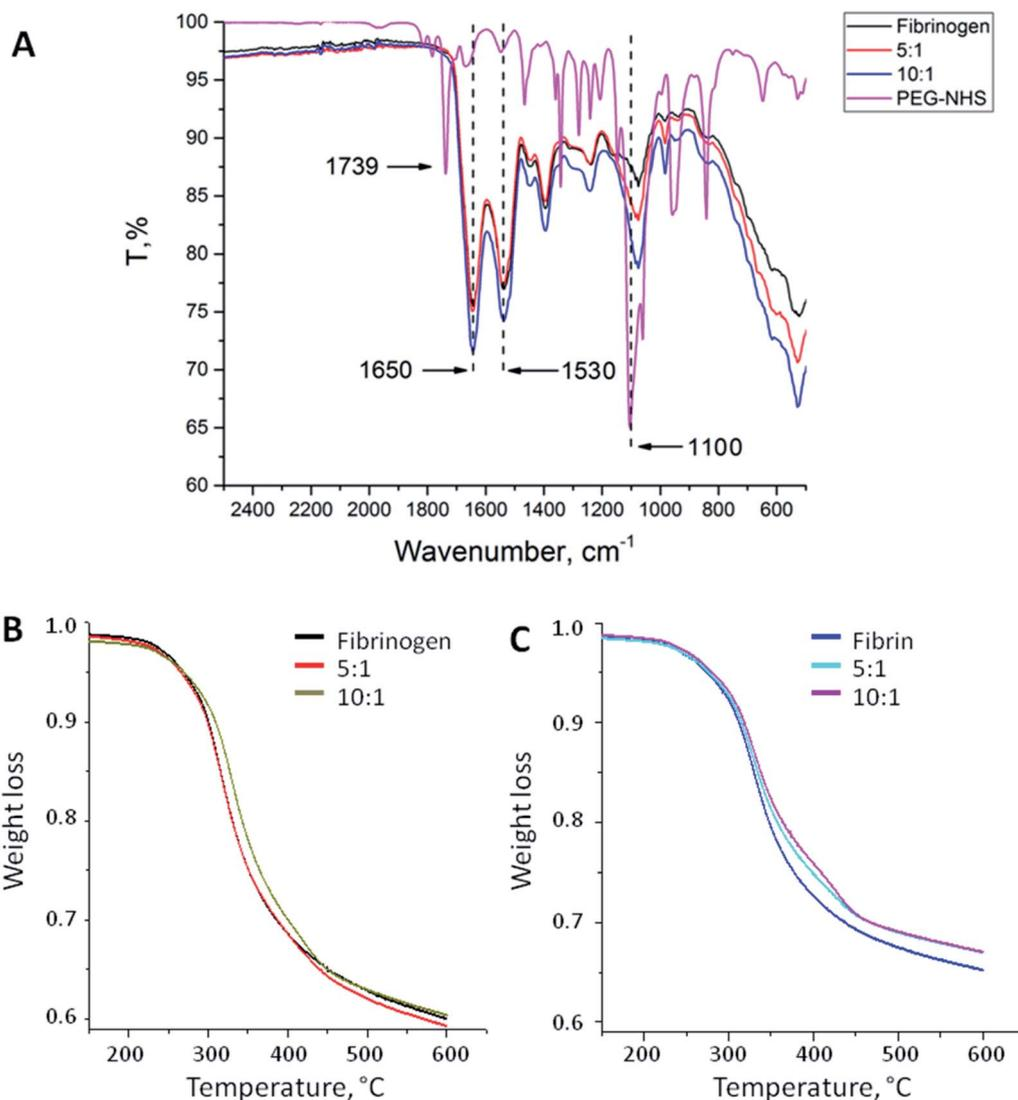 A
100
95
90
85
80
75
70
65
60
T,%
1739
1650
1530
1100
Fibrinogen
5:1
10:1
PEG-NHS
2400 2200 2000 1800 1600 1400 1200 1000 800 600
Wavenumber, cm-1
B
1.0
0.9
0.8
0.7
0.6
Weight loss
Fibrinogen
5:1
10:1
200 300 400 500 600
Temperature, °C
C
1.0
0.9
0.8
0.7
0.6
Weight loss
Fibrin
5:1
10:1
200 300 400 500 600
Temperature, °C